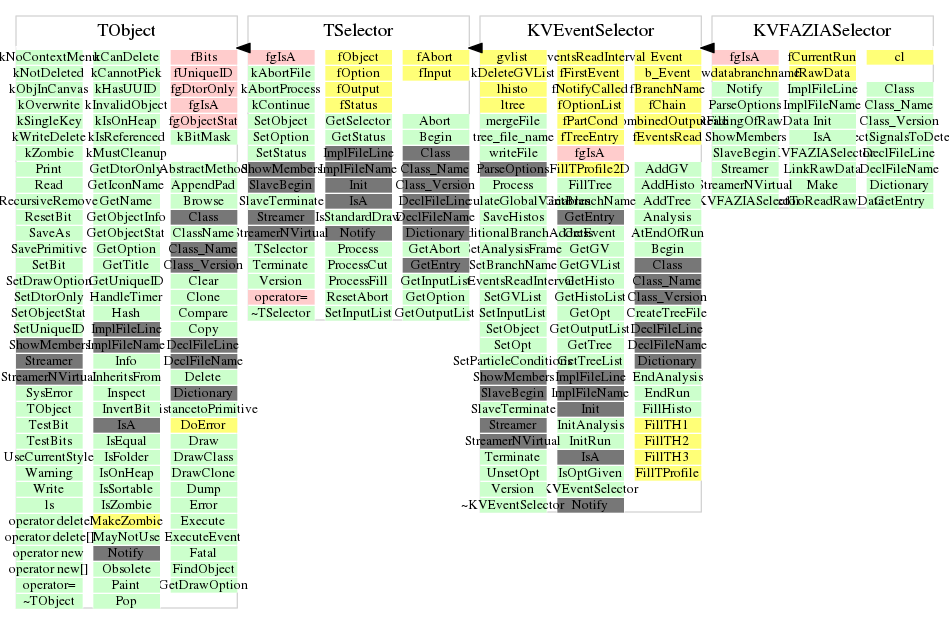 TObject
kNoContextMenu kCanDelete fBits
kNotDeleted kCannotPick fUniqueID
kObjInCanvas kHasUUID fgDtorOnly
kOverwrite kInvalidObject fgIsA
kSingleKey kIsOnHeap fgObjectStat
kWriteDelete kIsReferenced kBitMask
kZombie kMustCleanup
Print GetDtorOnly AbstractMethod
Read GetIconName AppendPad
RecursiveRemove GetName Browse
ResetBit GetObjectInfo Class
SaveAs GetObjectStat ClassName
SavePrimitive GetOption Class_Name
SetBit GetTitle Class_Version
SetDrawOption GetUniqueID Clear
SetDtorOnly HandleTimer Clone
SetObjectStat Hash Compare
SetUniqueID ImplFileLine Copy
ShowMembers ImplFileName DeclFileLine
Streamer Info DeclFileName
StreamerNVirtual InheritsFrom Delete
SysError Inspect Dictionary
TObject InvertBit istancetoPrimitive
TestBit IsA DoError
TestBits IsEqual Draw
UseCurrentStyle IsFolder DrawClass
Warning IsOnHeap DrawClone
Write IsSortable Dump
ls IsZombie Error
operator delete MakeZombie Execute
operator delete[] MayNotUse ExecuteEvent
operator new Notify Fatal
operator new[] Obsolete FindObject
operator= Paint GetDrawOption
~TObject Pop
TSelector
fgIsA fObject fAbort
kAbortFile fOption fInput
kAbortProcess fOutput
kContinue fStatus
SetObject GetSelector Abort
SetOption GetStatus Begin
SetStatus ImplFileLine Class
ShowMembers ImplFileName Class_Name
SlaveBegin Init Class_Version
SlaveTerminate IsA DeclFileLine
Streamer IsStandardDraw DeclFileName
StreamerNVirtual Notify Dictionary
TSelector Process GetAbort
Terminate ProcessCut GetEntry
Version ProcessFill GetInputList
operator= ResetAbort GetOption
~TSelector SetInputList GetOutputList
KVEventSelector
gvlist ventsReadInterval Event
kDeleteGVList fFirstEvent b_Event
lhisto fNotifyCalled fBranchName
ltree fOptionList fChain
mergeFile fPartCond
tree_file_name fTreeEntry fEventsRead
writeFile fgIsA
ParseOptions FillTProfile2D AddGV
Process FillTree AddHisto
AddTree
SaveHistos GetEntry Analysis
GetEvent AtEndOfRun
SetAnalysisFrame GetGV Begin
SetBranchName GetGVList Class
GetHisto Class_Name
SetGVList GetHistoList Class_Version
SetInputList GetOpt CreateTreeFile
SetObject GetOutputList DeclFileLine
SetOpt GetTree DeclFileName
SetParticleConditions GetTreeList Dictionary
ShowMembers ImplFileLine EndAnalysis
SlaveBegin ImplFileName EndRun
SlaveTerminate Init FillHisto
Streamer InitAnalysis FillTH1
StreamerNVirtual InitRun FillTH2
Terminate IsA FillTH3
UnsetOpt IsOptGiven FillTProfile
Version KVEventSelector
~KVEventSelector Notify
KVFAZIASelector
fgIsA fCurrentRun cl
wdatabranchname fRawData
Notify ImplFileLine Class
ParseOptions ImplFileName Class_Name
Init Class_Version
ShowMembers IsA
SlaveBegin DeclFileLine
Streamer LinkRawData DeclFileName
StreamerNVirtual Make Dictionary
GetEntry